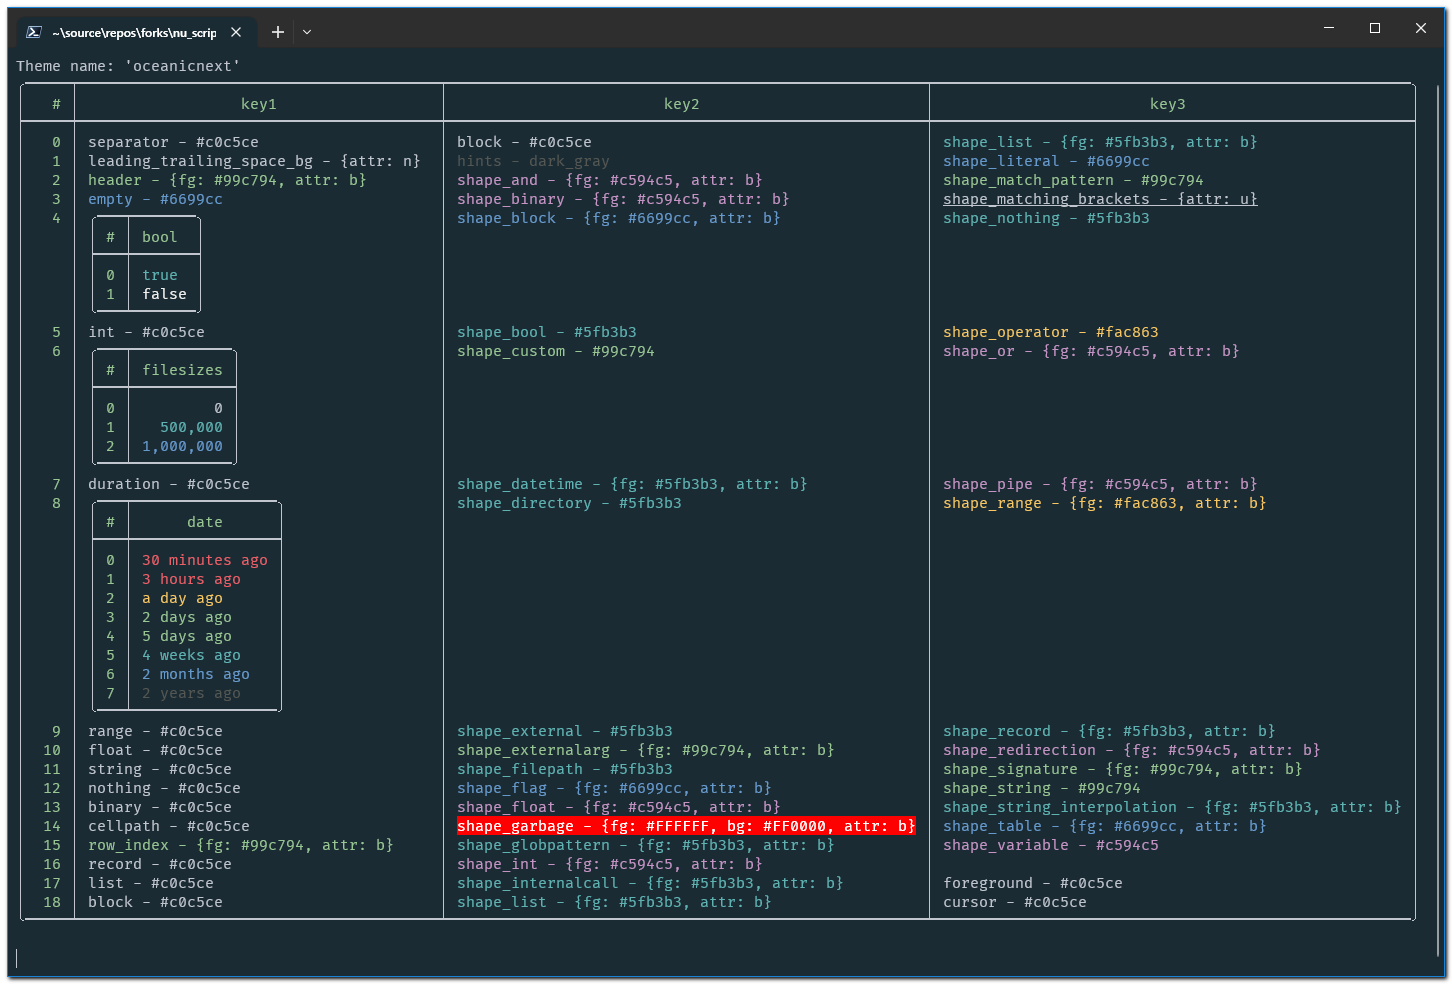 ~\source\repos\forks\nu_scrip
Theme name: 'oceanicnext'
# key1 key2 key3
0 separator - #c0c5ce block - #c0c5ce shape_list - {fg: #5fb3b3, attr: b}
1 leading_trailing_space_bg - {attr: n} hints - dark_gray shape_literal - #6699cc
2 header - {fg: #99c794, attr: b} shape_and - {fg: #c594c5, attr: b} shape_match_pattern - #99c794
3 empty - #6699cc shape_binary - {fg: #c594c5, attr: b} shape_matching_brackets - {attr: u}
4 shape_block - {fg: #6699cc, attr: b} shape_nothing - #5fb3b3
# bool
0 true
1 false
5 int - #c0c5ce shape_bool - #5fb3b3 shape_operator - #fac863
6 shape_custom - #99c794 shape_or - {fg: #c594c5, attr: b}
# filesizes
0 0
1 500,000
2 1,000,000
7 duration - #c0c5ce shape_datetime - {fg: #5fb3b3, attr: b} shape_pipe - {fg: #c594c5, attr: b}
8 shape_directory - #5fb3b3 shape_range - {fg: #fac863, attr: b}
# date
0 30 minutes ago
1 3 hours ago
2 a day ago
3 2 days ago
4 5 days ago
5 4 weeks ago
6 2 months ago
7 2 years ago
9 range - #c0c5ce shape_external - #5fb3b3 shape_record - {fg: #5fb3b3, attr: b}
10 float - #c0c5ce shape_externalarg - {fg: #99c794, attr: b} shape_redirection - {fg: #c594c5, attr: b}
11 string - #c0c5ce shape_filepath - #5fb3b3 shape_signature - {fg: #99c794, attr: b}
12 nothing - #c0c5ce shape_flag - {fg: #6699cc, attr: b} shape_string - #99c794
13 binary - #c0c5ce shape_float - {fg: #c594c5, attr: b} shape_string_interpolation - {fg: #5fb3b3, attr: b}
14 cellpath - #c0c5ce shape_garbage - {fg: #FFFFFF, bg: #FF0000, attr: b} shape_table - {fg: #6699cc, attr: b}
15 row_index - {fg: #99c794, attr: b} shape_globpattern - {fg: #5fb3b3, attr: b} shape_variable - #c594c5
16 record - #c0c5ce shape_int - {fg: #c594c5, attr: b}
17 list - #c0c5ce shape_internalcall - {fg: #5fb3b3, attr: b} foreground - #c0c5ce
18 block - #c0c5ce shape_list - {fg: #5fb3b3, attr: b} cursor - #c0c5ce